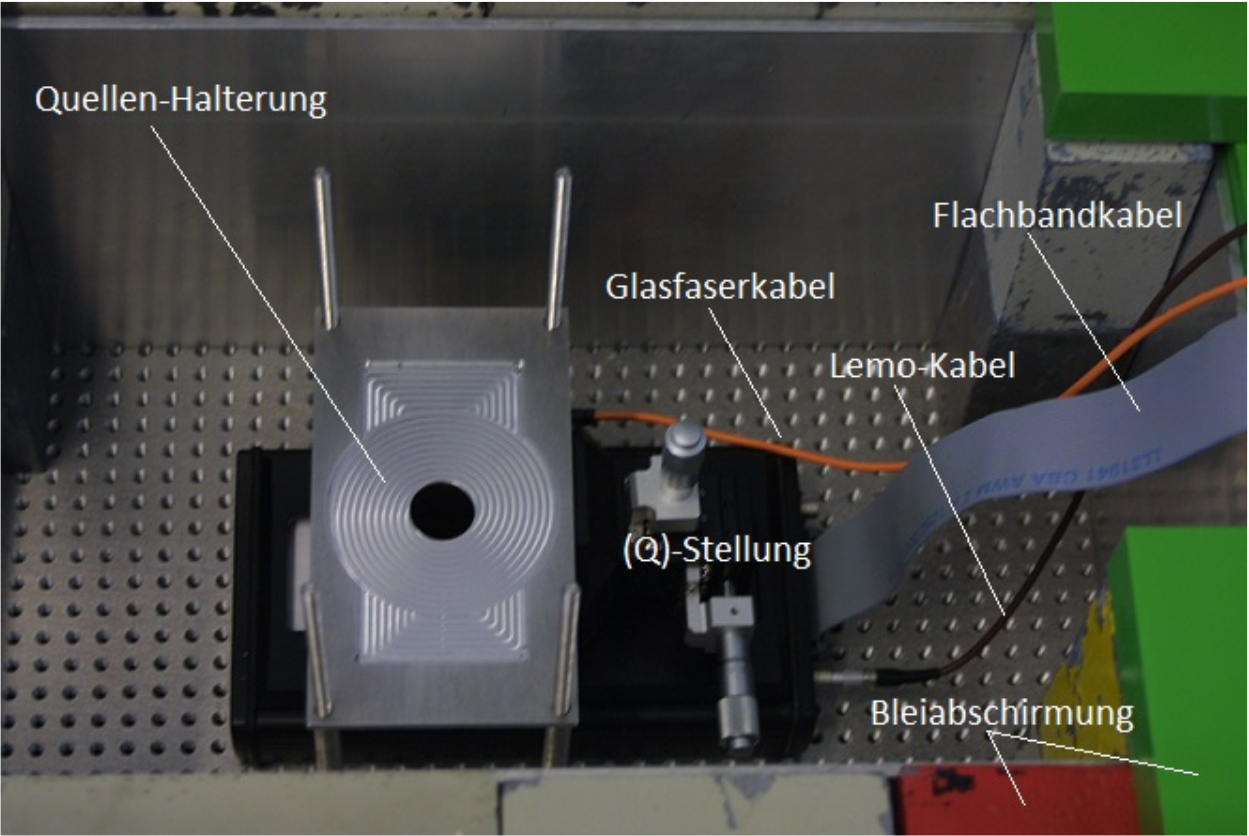 Quellen-Halterung
Flachbandkabel
Glasfaserkabel
Lemo-Kabel
(Q)-Stellung
Bleiabschirmung